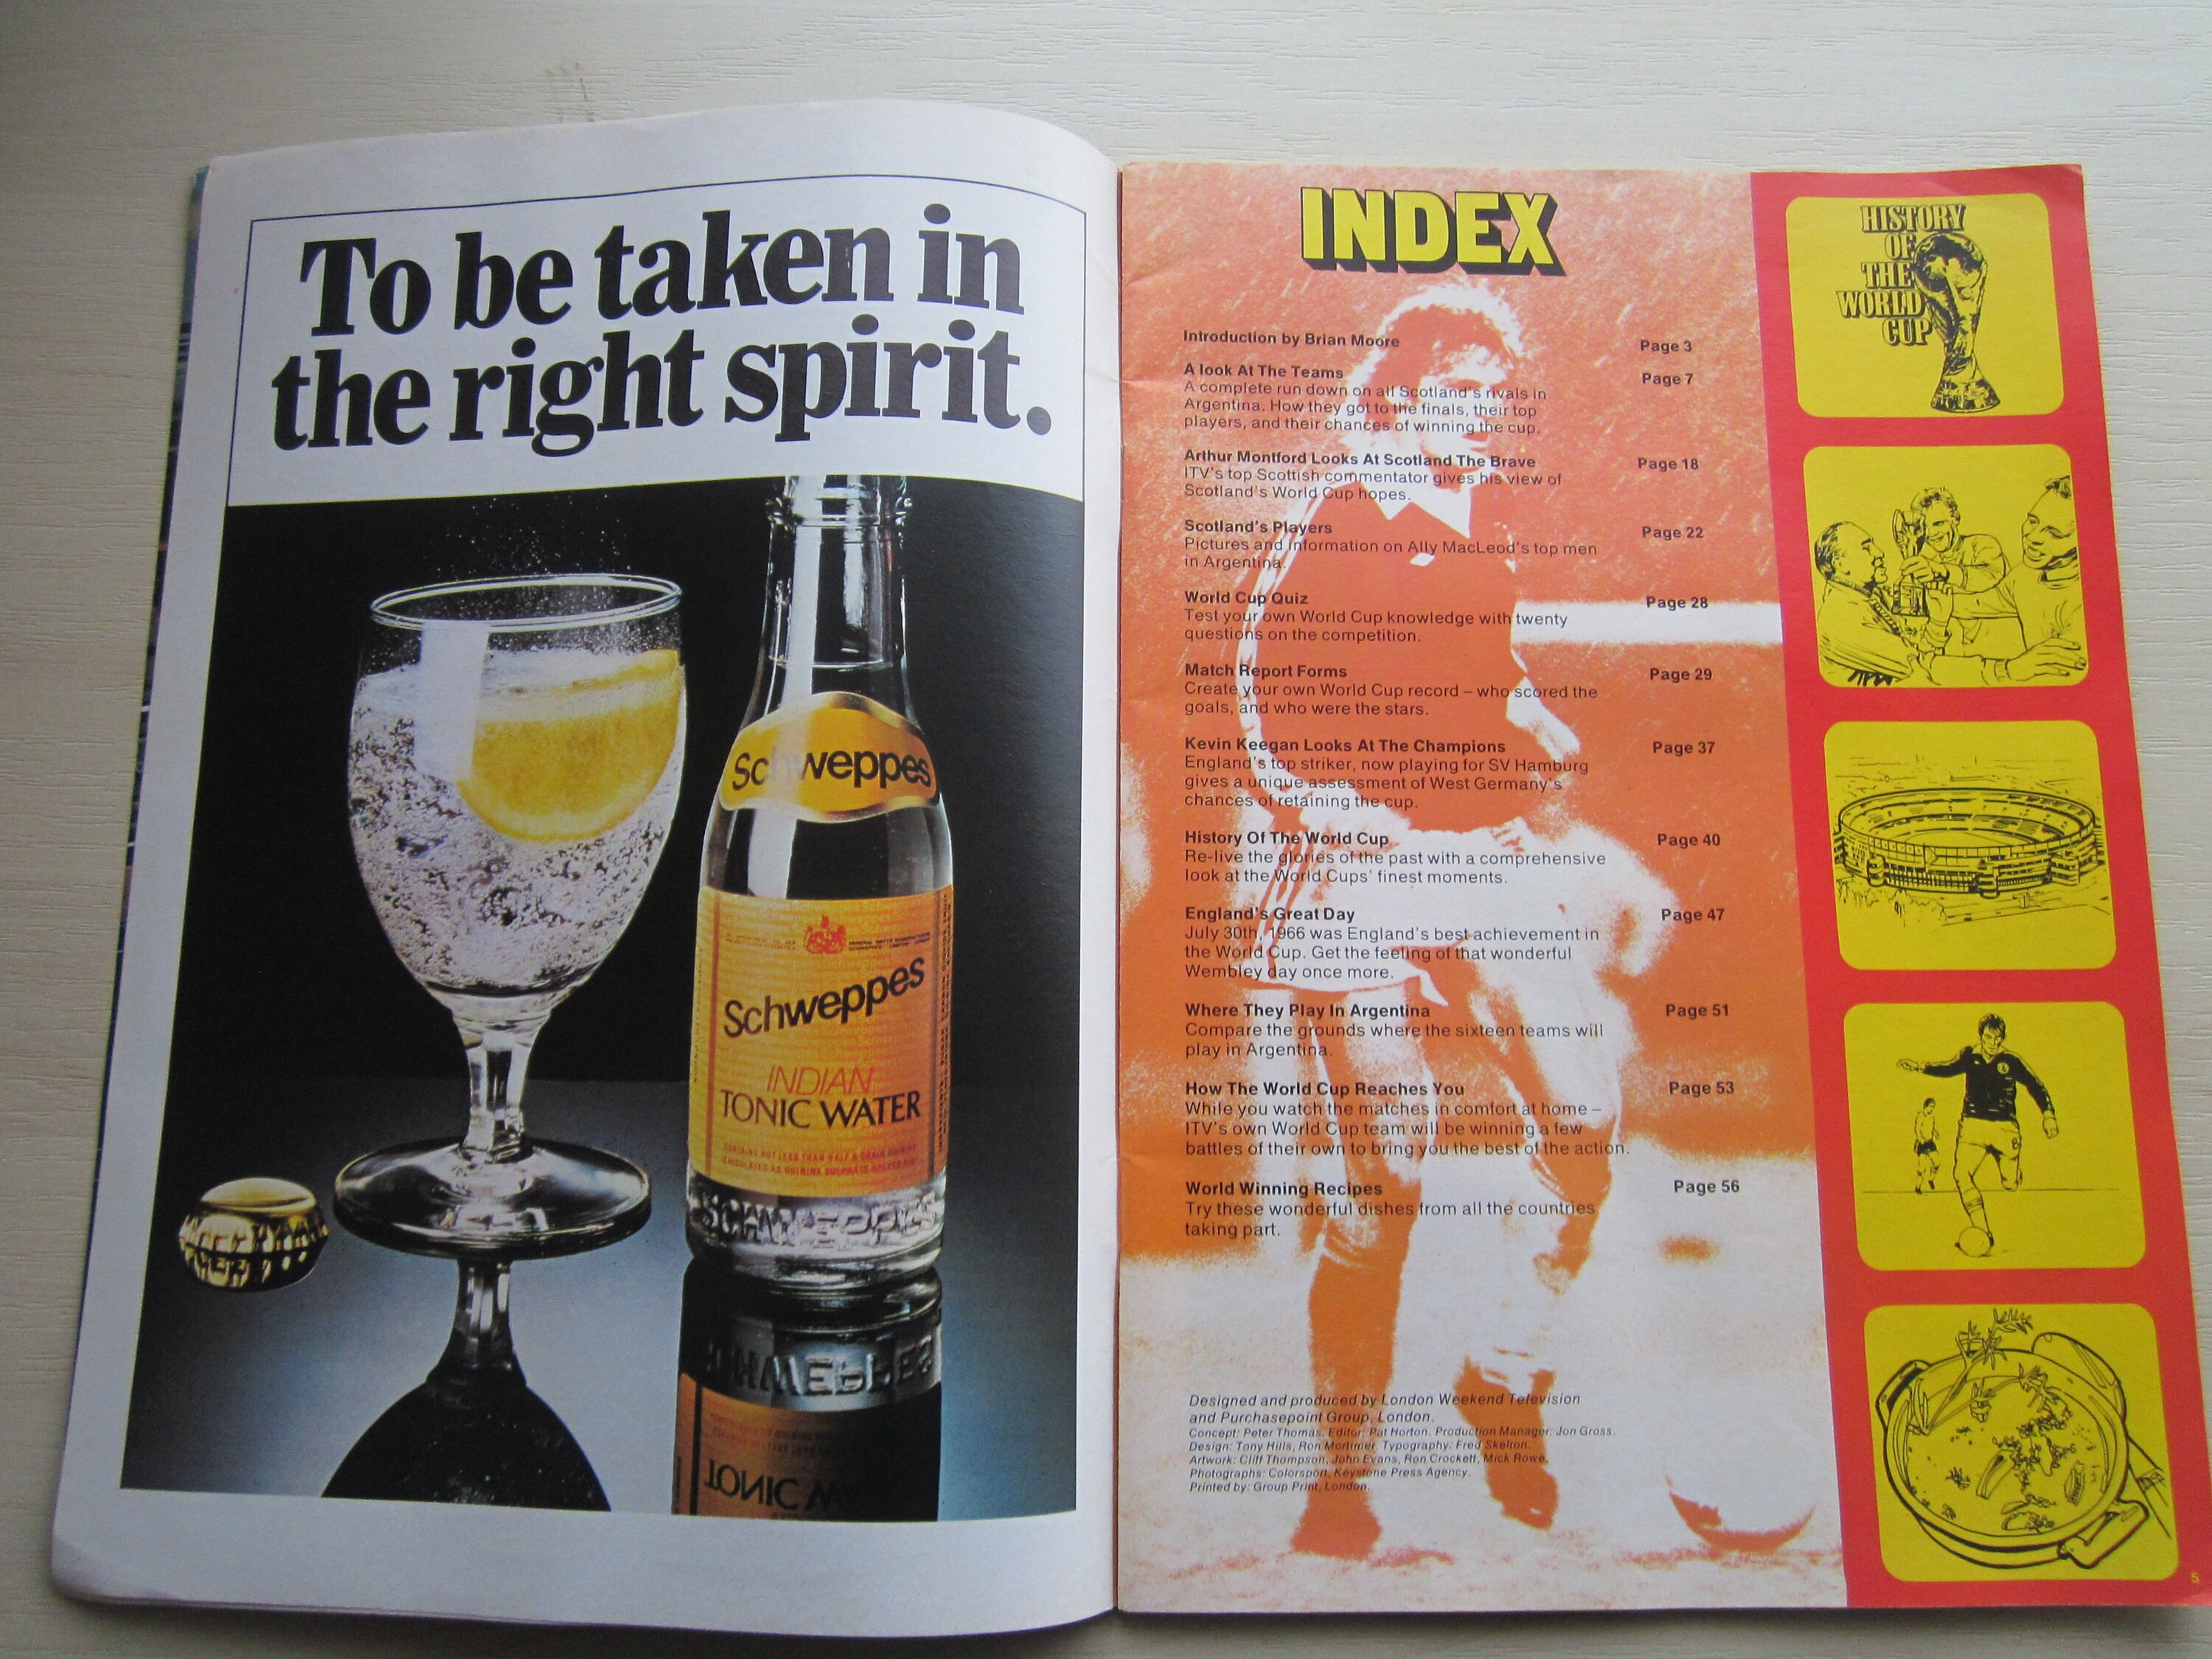 To be taken in
the right spirit.
Schweppes
Schweppes
INDIAN
TONIC WATER
CONTAINS NOT LESS THAN HALF A GRAIN QUININE
CALCULATED AS QUININE SULPHATE
SCHWEPPES
TONIC W
INDEX
Introduction by Brian Moore Page 3
A look At The Teams Page 7
A complete run down on all Scotland's rivals in
Argentina. How they got to the finals, their top
players, and their chances of winning the cup.
Arthur Montford Looks At Scotland The Brave Page 18
ITV's top Scottish commentator gives his view of
Scotland's World Cup hopes.
Scotland's Players Page 22
Pictures and information on Ally MacLeod's top men
in Argentina.
World Cup Quiz Page 28
Test your own World Cup knowledge with twenty
questions on the competition.
Match Report Forms Page 29
Create your own World Cup record – who scored the
goals, and who were the stars.
Kevin Keegan Looks At The Champions Page 37
England's top striker, now playing for SV Hamburg
gives a unique assessment of West Germany's
chances of retaining the cup.
History Of The World Cup Page 40
Re-live the glories of the past with a comprehensive
look at the World Cups' finest moments.
England's Great Day Page 47
July 30th, 1966 was England's best achievement in
the World Cup. Get the feeling of that wonderful
Wembley day once more.
Where They Play In Argentina Page 51
Compare the grounds where the sixteen teams will
play in Argentina.
How The World Cup Reaches You Page 53
While you watch the matches in comfort at home –
ITV's own World Cup team will be winning a few
battles of their own to bring you the best of the action.
World Winning Recipes Page 56
Try these wonderful dishes from all the countries
taking part.
Designed and produced by London Weekend Television
and Purchasepoint Group, London.
Concept: Peter Thomas. Editor: Pat Horton. Production Manager: Jon Gross.
Design: Tony Hills, Ron Mortimer. Typography: Fred Skelton.
Artwork: Cliff Thompson, John Evans, Ron Crockett, Mick Rowe.
Photographs: Colorsport, Keystone Press Agency.
Printed by: Group Print, London.
HISTORY
OF
THE
WORLD
CUP
5